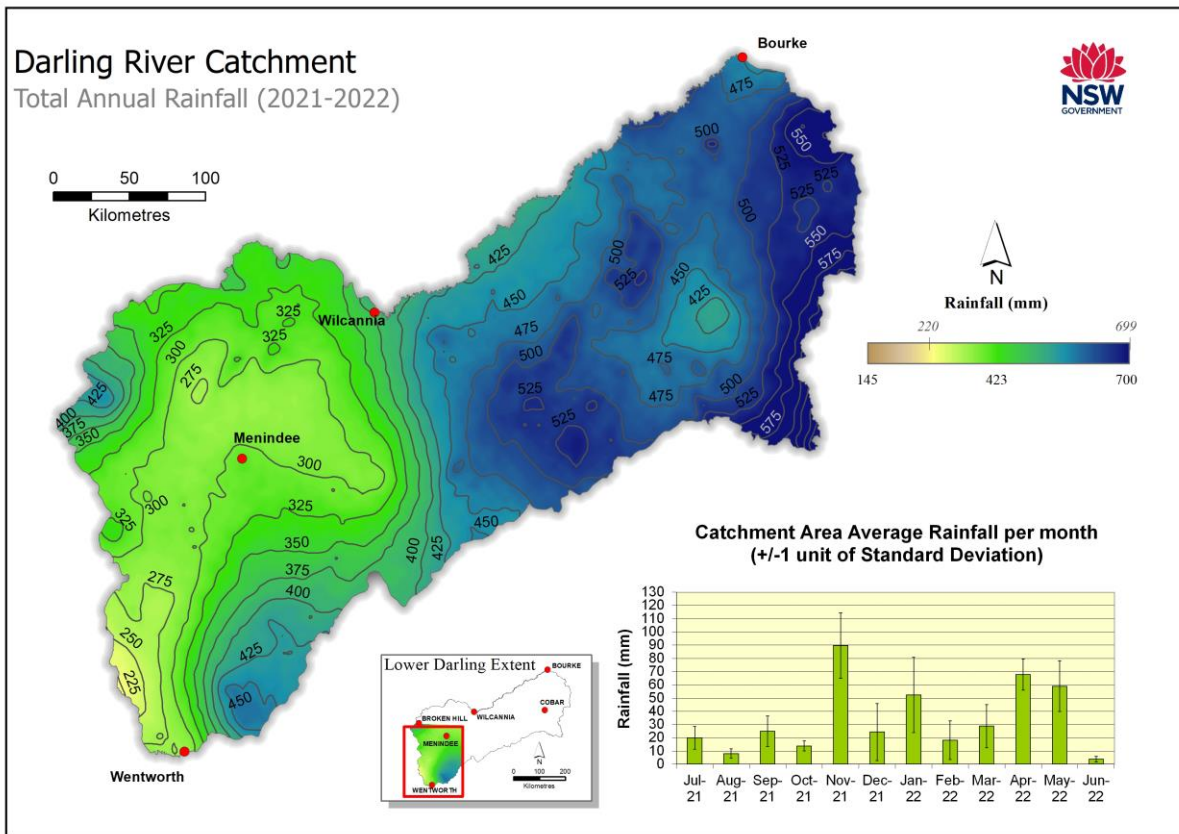 Darling River Catchment
Total Annual Rainfall (2021-2022)
0 50 100
Kilometres
Bourke
NSW
GOVERNMENT
475
500
550
525
525
525
500
550
575
425
500
525
450
425
450
475
475
500
475
500
525
575
525
525
450
425
400
Wilcannia
325
325
325
300
275
425
400
375
350
Menindee
300
300
325
325
350
375
400
275
250
225
425
450
Wentworth
N
Rainfall (mm)
220 699
145 423 700
Lower Darling Extent
BOURKE
COBAR
WILCANNIA
BROKEN HILL
MENINDEE
WENTWORTH
N
0 100 200
Kilometres
Catchment Area Average Rainfall per month
(+/-1 unit of Standard Deviation)
Rainfall (mm)
130
120
110
100
90
80
70
60
50
40
30
20
10
0
Jul-21 Aug-21 Sep-21 Oct-21 Nov-21 Dec-21 Jan-22 Feb-22 Mar-22 Apr-22 May-22 Jun-22